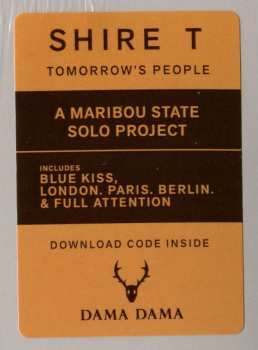 SHIRE T
TOMORROW'S PEOPLE
A MARIBOU STATE
SOLO PROJECT
INCLUDES
BLUE KISS,
LONDON. PARIS. BERLIN.
& FULL ATTENTION
DOWNLOAD CODE INSIDE
DAMA DAMA